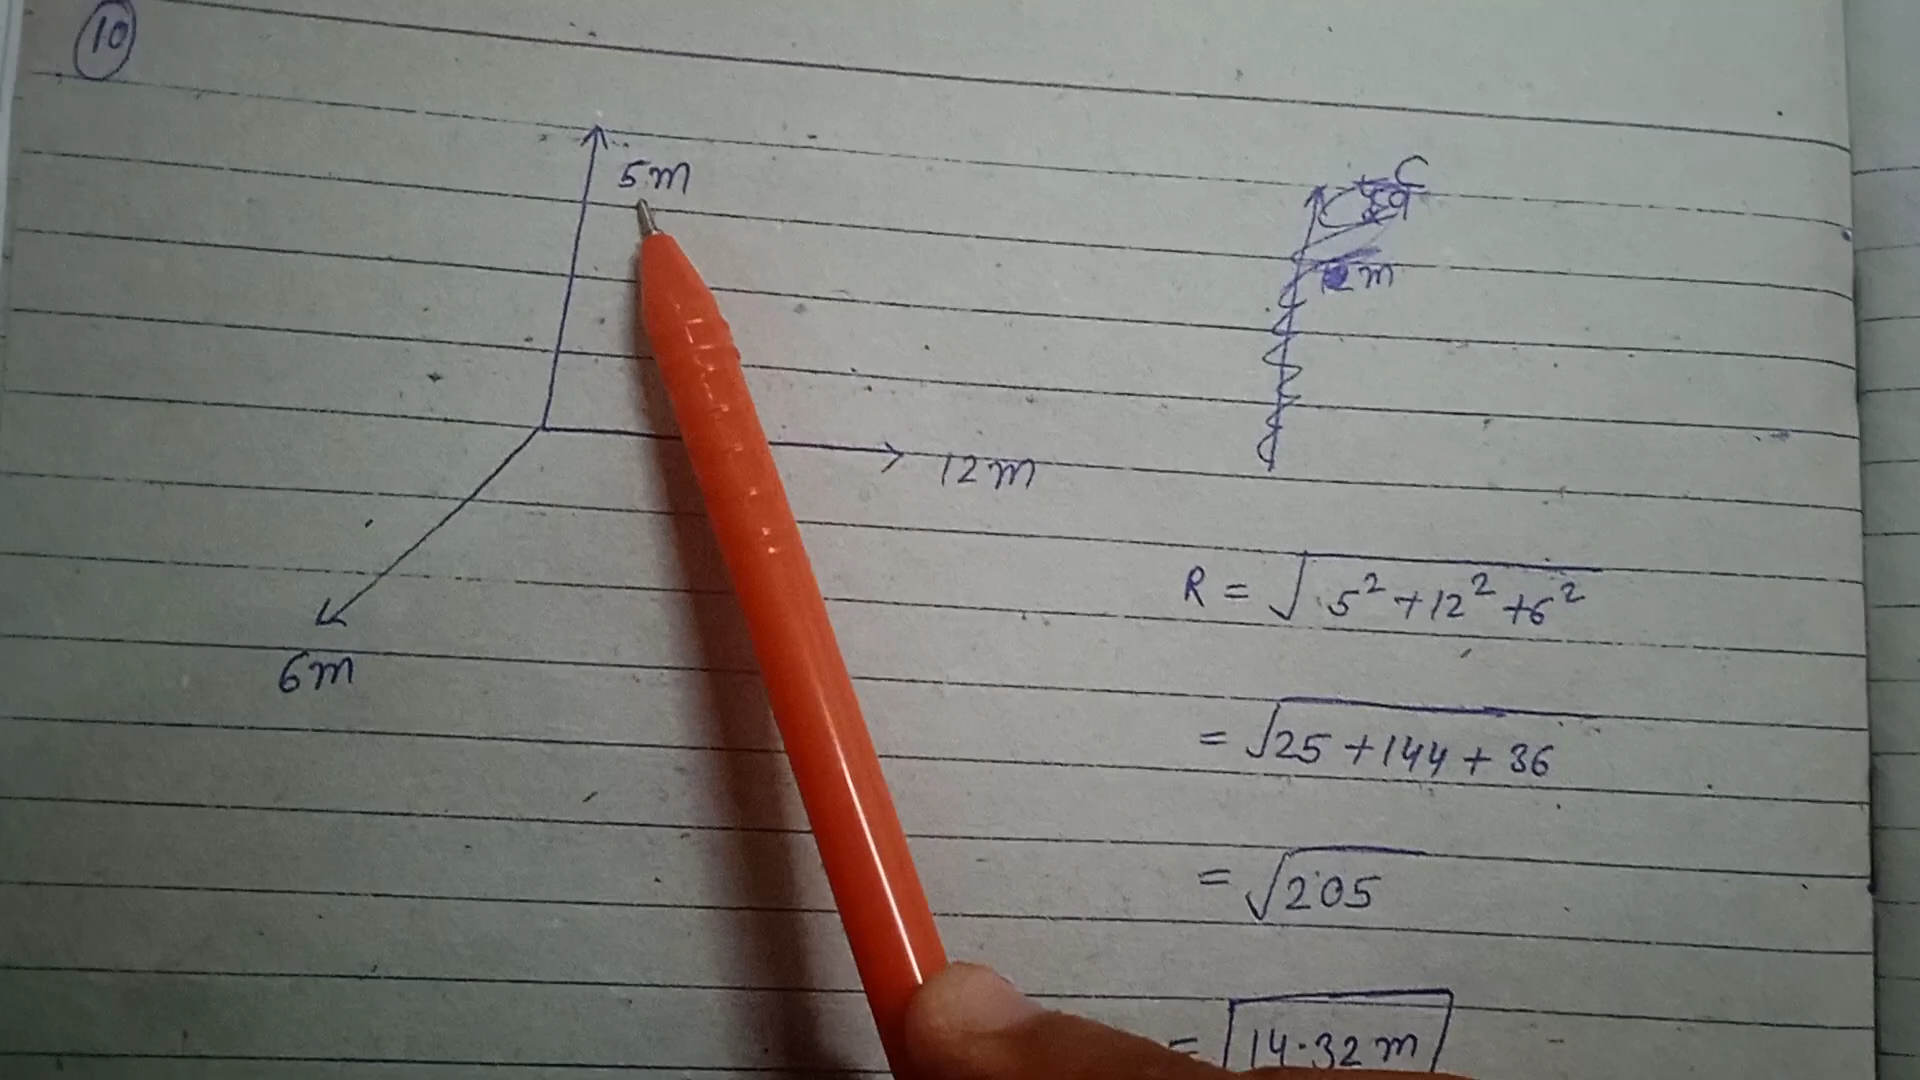 10
5m
12m
6m
m
R = √5² + 12² + 6²
= √25 + 144 + 36
= √205
= 14.32 m